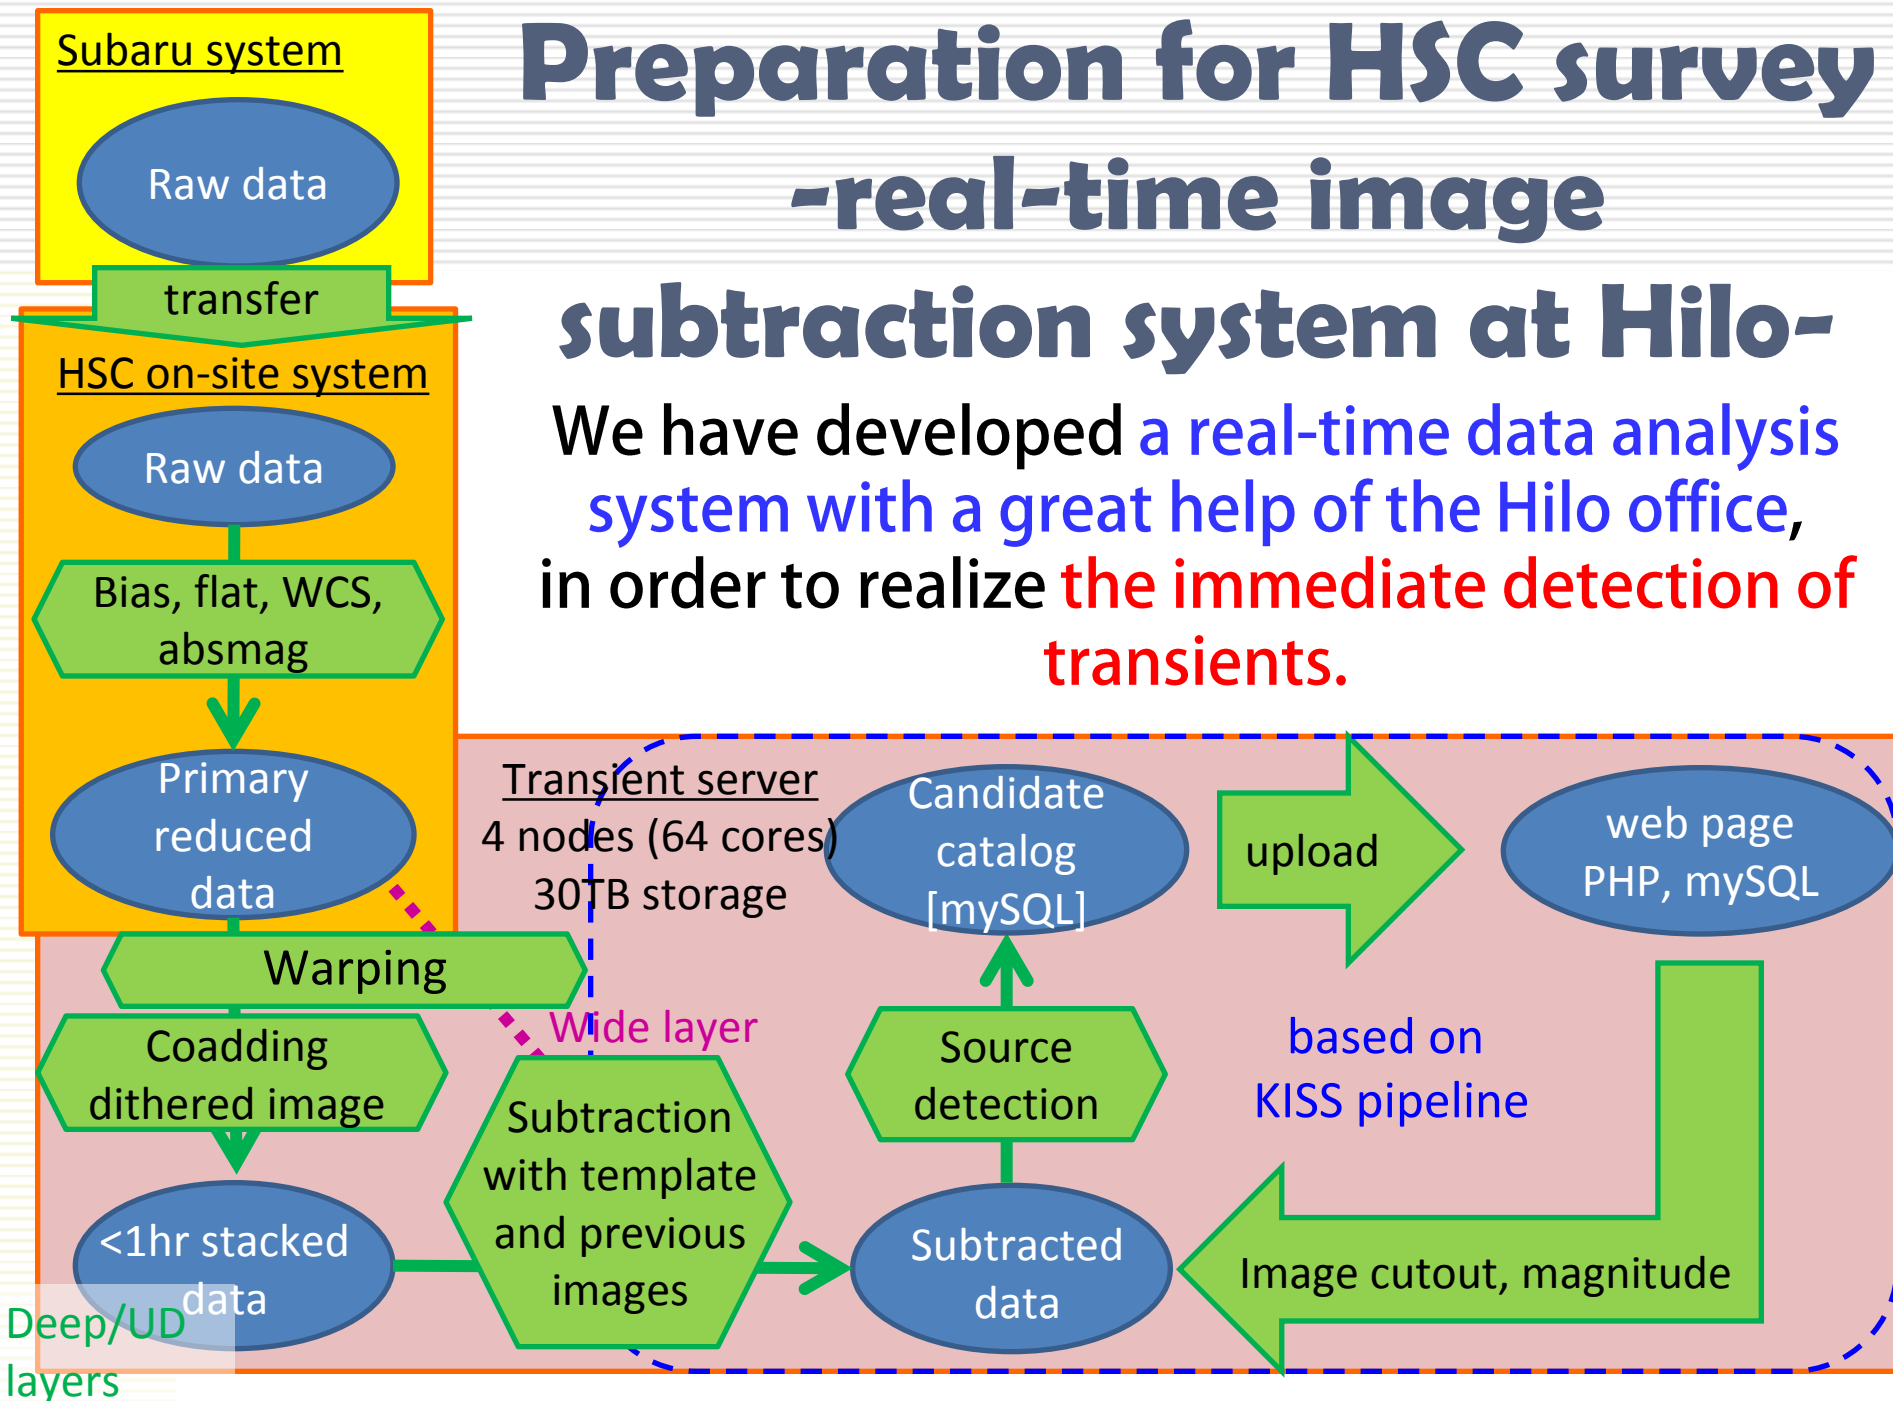 Preparation for HSC survey
-real-time image
subtraction system at Hilo-
We have developed a real-time data analysis
system with a great help of the Hilo office,
in order to realize the immediate detection of
transients.
Subaru system
Raw data
transfer
HSC on-site system
Raw data
Bias, flat, WCS,
absmag
Primary
reduced
data
Transient server
4 nodes (64 cores)
30TB storage
Warping
Wide layer
Coadding
dithered image
<1hr stacked
data
Deep/UD
layers
Subtraction
with template
and previous
images
Subtracted
data
Source
detection
Candidate
catalog
[mySQL]
upload
web page
PHP, mySQL
based on
KISS pipeline
Image cutout, magnitude